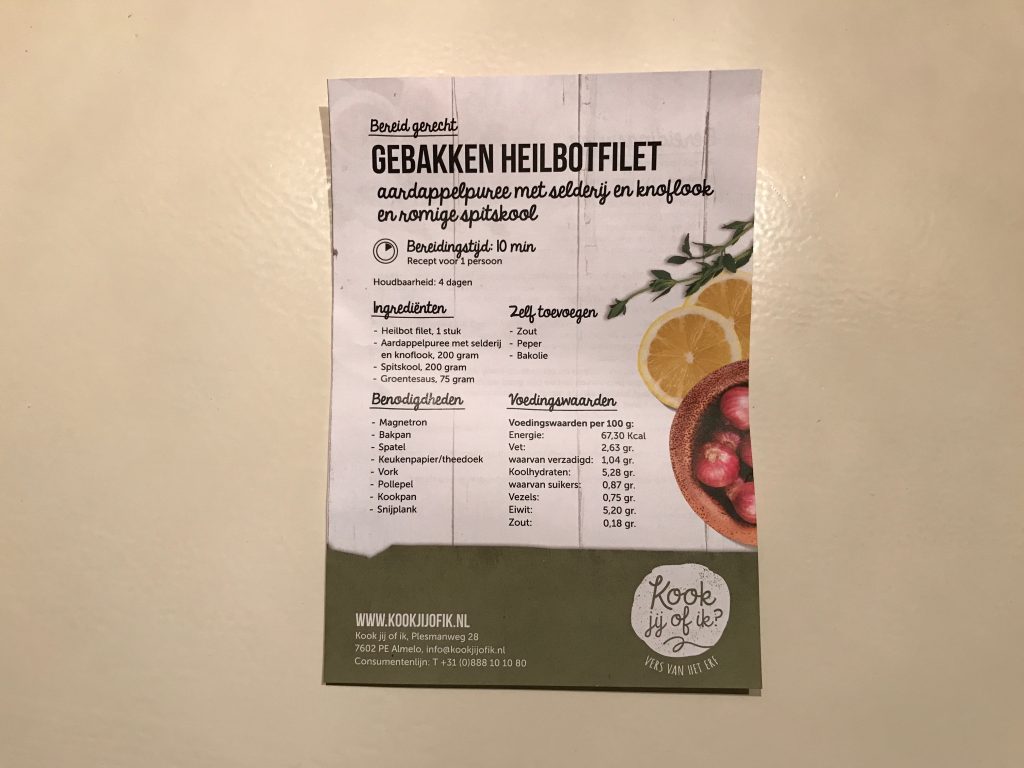 Bereid gerecht
GEBAKKEN HEILBOTFILET
aardappelpuree met selderij en knoflook
en romige spitskool
Bereidingstijd: 10 min
Recept voor 1 persoon
Houdbaarheid: 4 dagen
Ingrediënten
- Heilbot filet, 1 stuk
- Aardappelpuree met selderij
en knoflook, 200 gram
- Spitskool, 200 gram
- Groentesaus, 75 gram
Zelf toevoegen
- Zout
- Peper
- Bakolie
Benodigdheden
- Magnetron
- Bakpan
- Spatel
- Keukenpapier/theedoek
- Vork
- Pollepel
- Kookpan
- Snijplank
Voedingswaarden
Voedingswaarden per 100 g:
Energie: 67,30 Kcal
Vet: 2,63 gr.
waarvan verzadigd: 1,04 gr.
Koolhydraten: 5,28 gr.
waarvan suikers: 0,87 gr.
Vezels: 0,75 gr.
Eiwit: 5,20 gr.
Zout: 0,18 gr.
WWW.KOOKJIJOFIK.NL
Kook jij of ik, Plesmanweg 28
7602 PE Almelo, info@kookjijofik.nl
Consumentenlijn: T +31 (0)888 10 10 80
Kook
jij of ik?
VERS VAN HET ERF